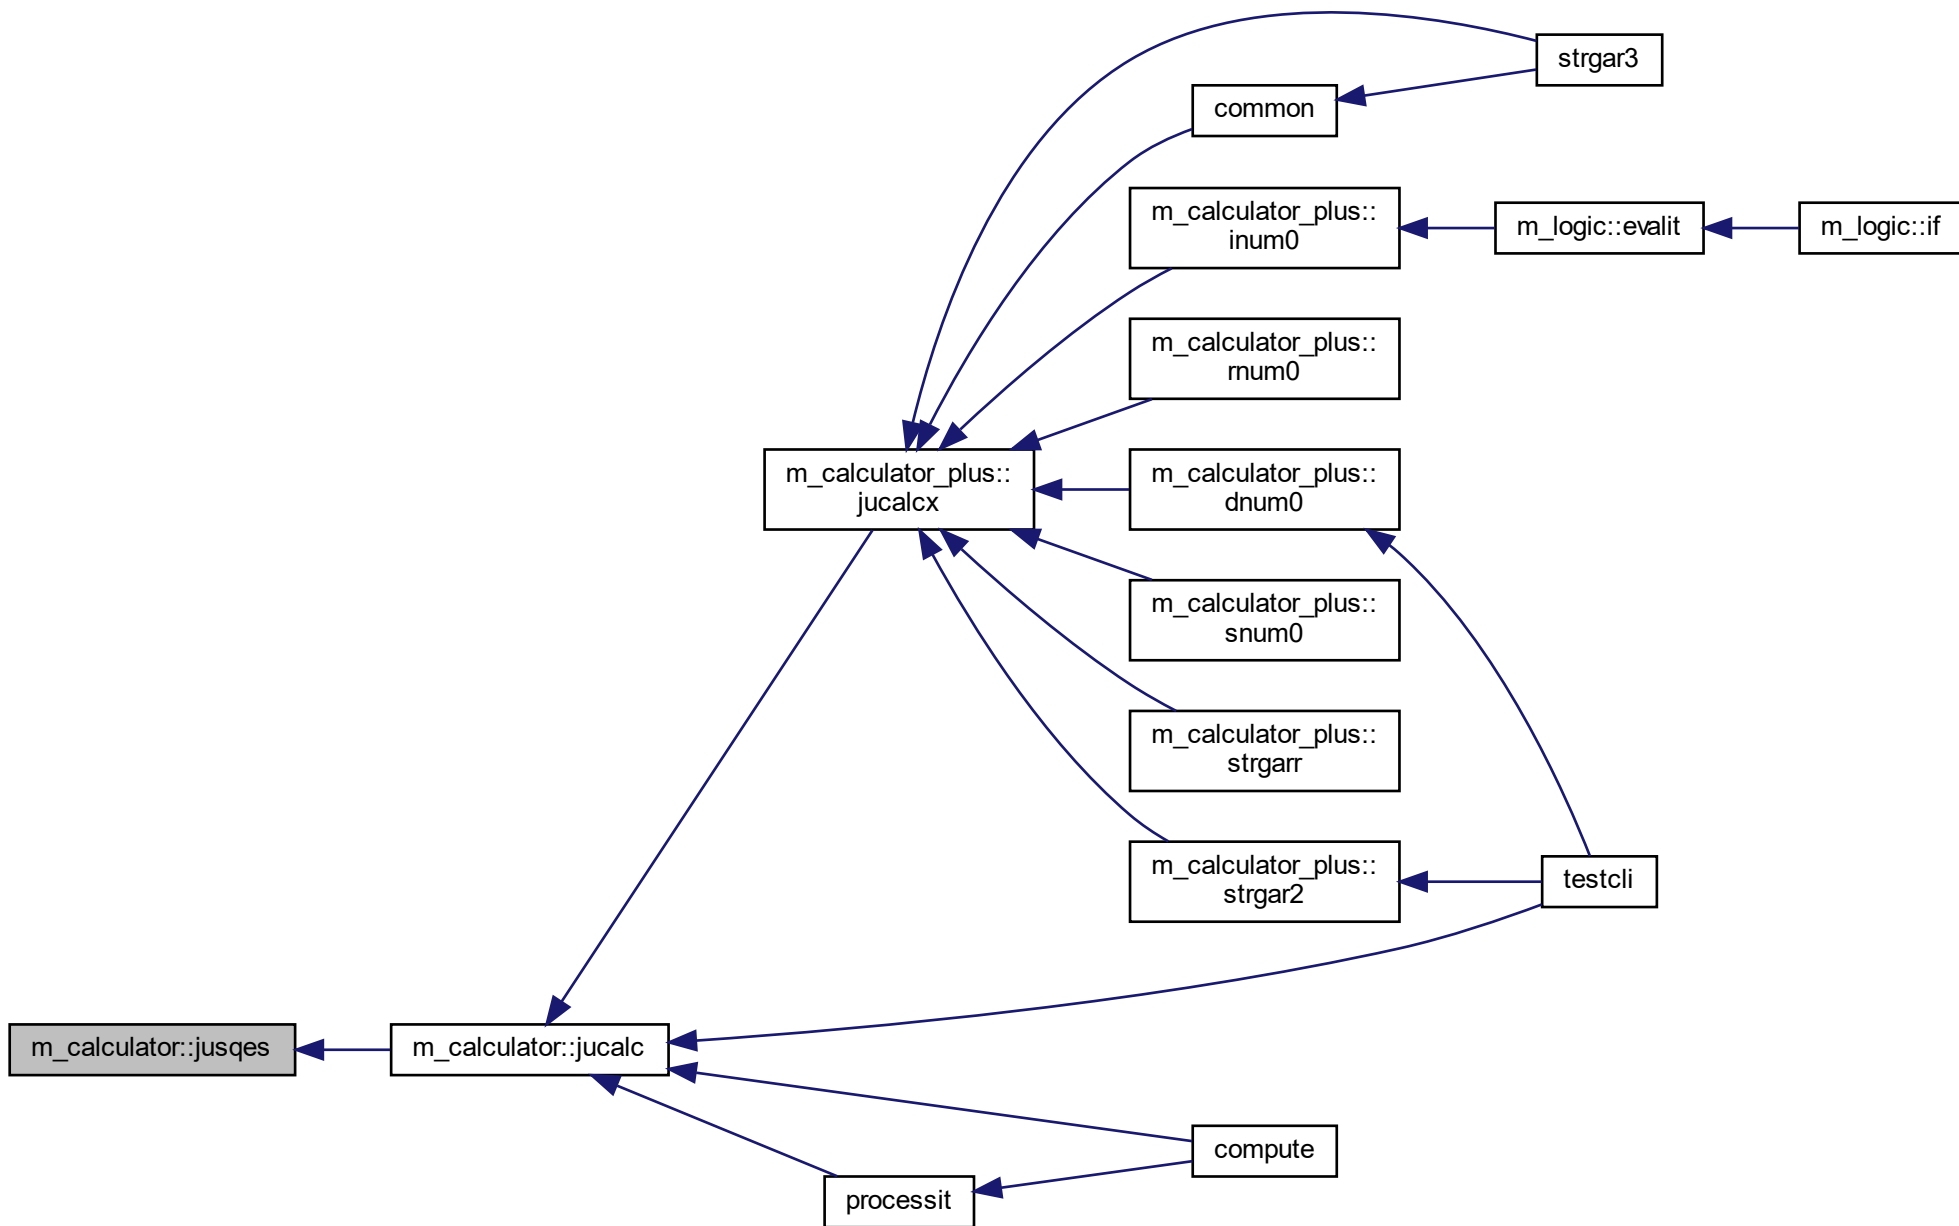 strgar3
common
m_calculator_plus::
inum0
m_logic::evalit
m_logic::if
m_calculator_plus::
rnum0
m_calculator_plus::
jucalcx
m_calculator_plus::
dnum0
m_calculator_plus::
snum0
m_calculator_plus::
strgarr
m_calculator_plus::
strgar2
testcli
m_calculator::jusqes
m_calculator::jucalc
compute
processit